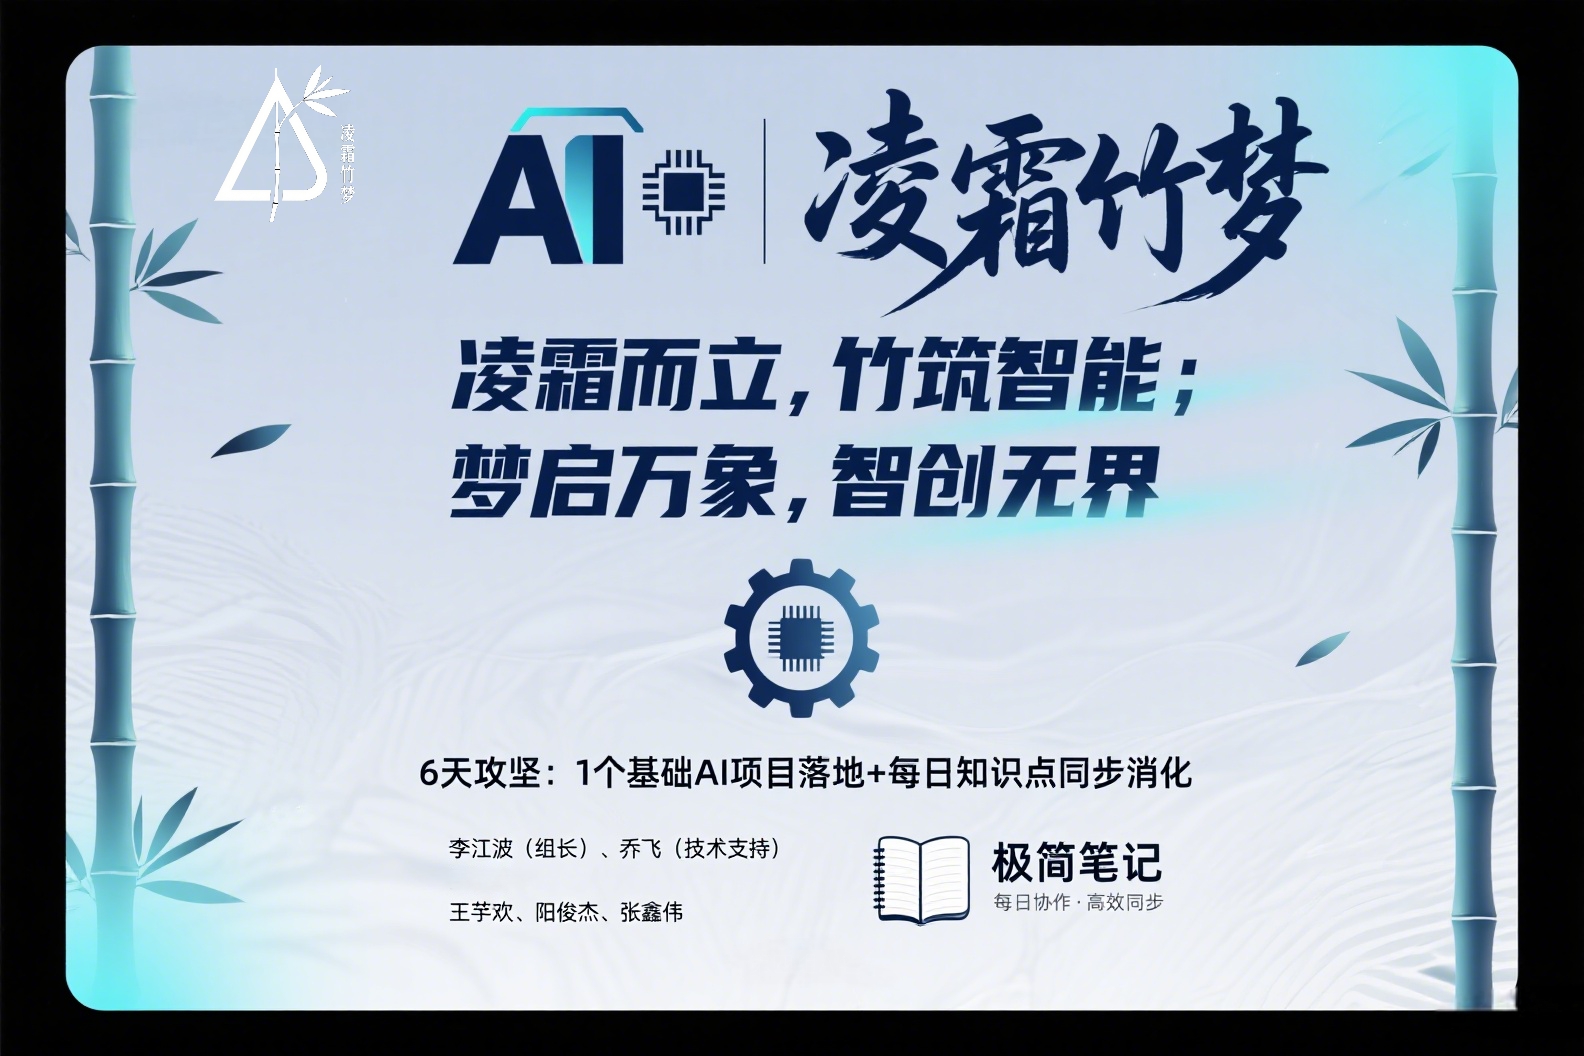 凌霜竹梦
AI
凌霜竹梦
凌霜而立，竹筑智能；
梦启万象，智创无界
6天攻坚：1个基础AI项目落地+每日知识点同步消化
李江波（组长）、乔飞（技术支持）
王芋欢、阳俊杰、张鑫伟
极简笔记
每日协作·高效同步